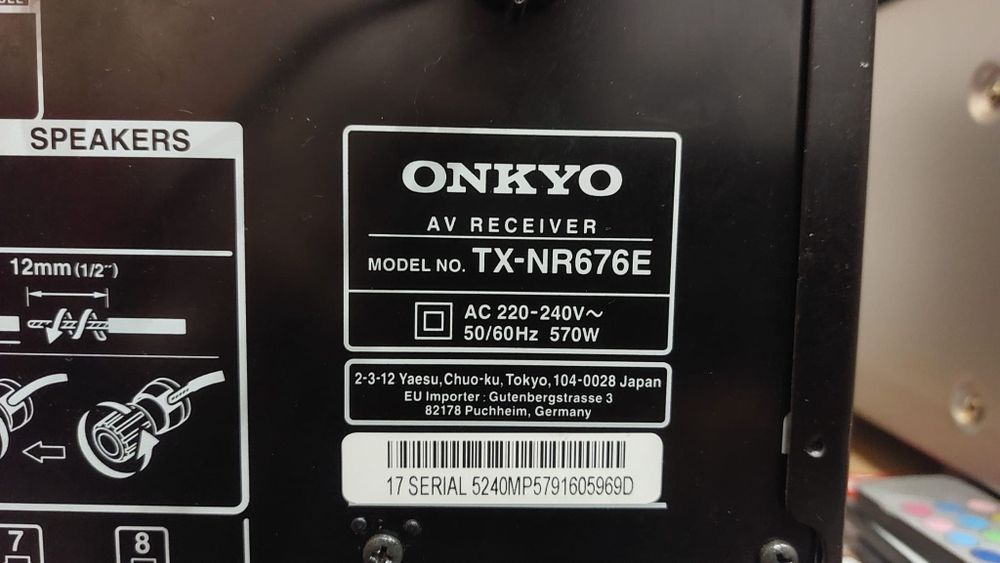 SPEAKERS
12mm (1/2")
7
8
ONKYO
AV RECEIVER
MODEL NO. TX-NR676E
AC 220-240V~
50/60Hz 570W
2-3-12 Yaesu, Chuo-ku, Tokyo, 104-0028 Japan
EU Importer : Gutenbergstrasse 3
82178 Puchheim, Germany
17 SERIAL 5240MP5791605969D